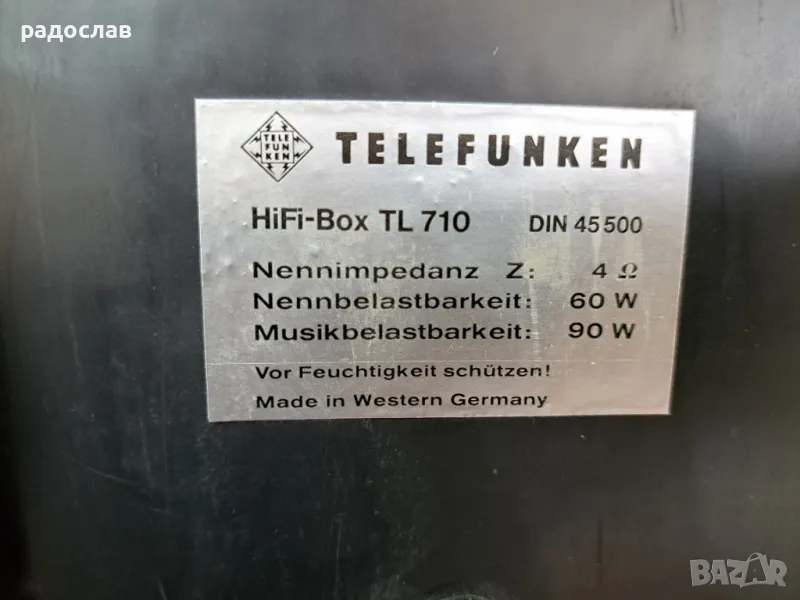 радослав
TELE
FUN
KEN
TELEFUNKEN
HiFi-Box TL 710 DIN 45 500
Nennimpedanz Z: 4 Ω
Nennbelastbarkeit: 60 W
Musikbelastbarkeit: 90 W
Vor Feuchtigkeit schützen!
Made in Western Germany
BAZAR